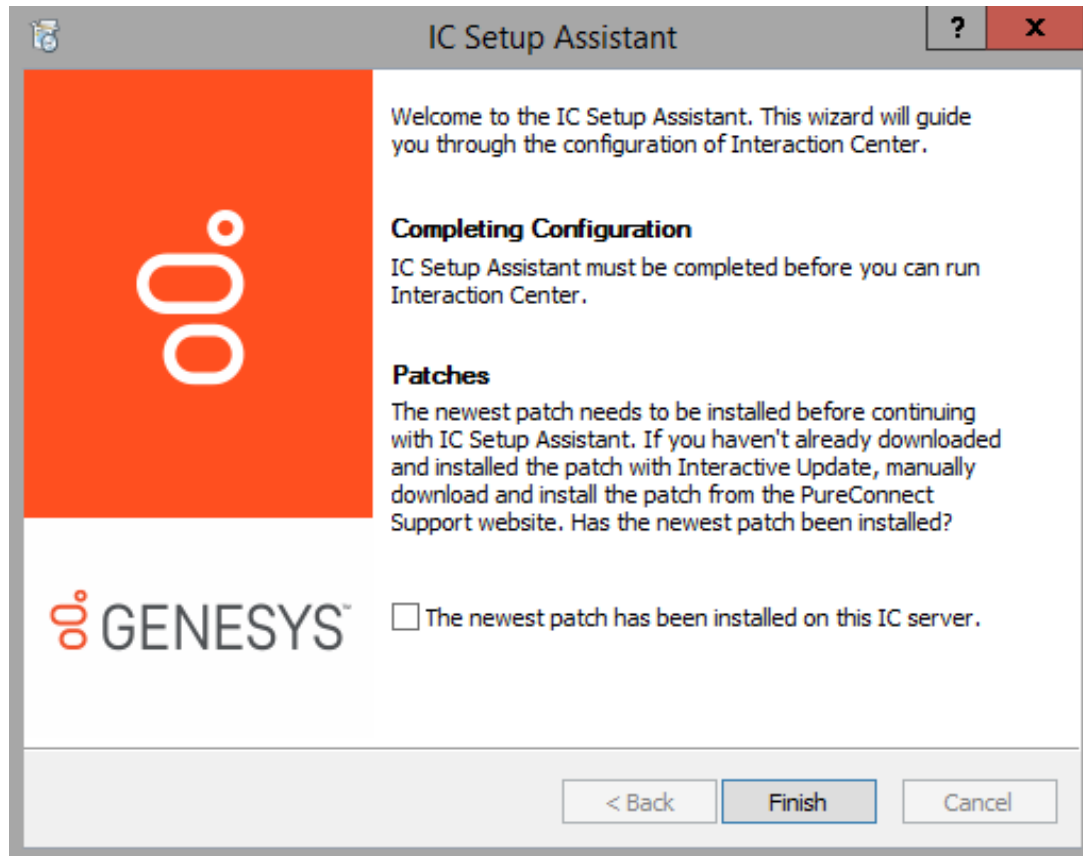 IC Setup Assistant
?
x
Welcome to the IC Setup Assistant. This wizard will guide
you through the configuration of Interaction Center.
Completing Configuration
IC Setup Assistant must be completed before you can run
Interaction Center.
Patches
The newest patch needs to be installed before continuing
with IC Setup Assistant. If you haven't already downloaded
and installed the patch with Interactive Update, manually
download and install the patch from the PureConnect
Support website. Has the newest patch been installed?
The newest patch has been installed on this IC server.
GENESYS™
< Back
Finish
Cancel